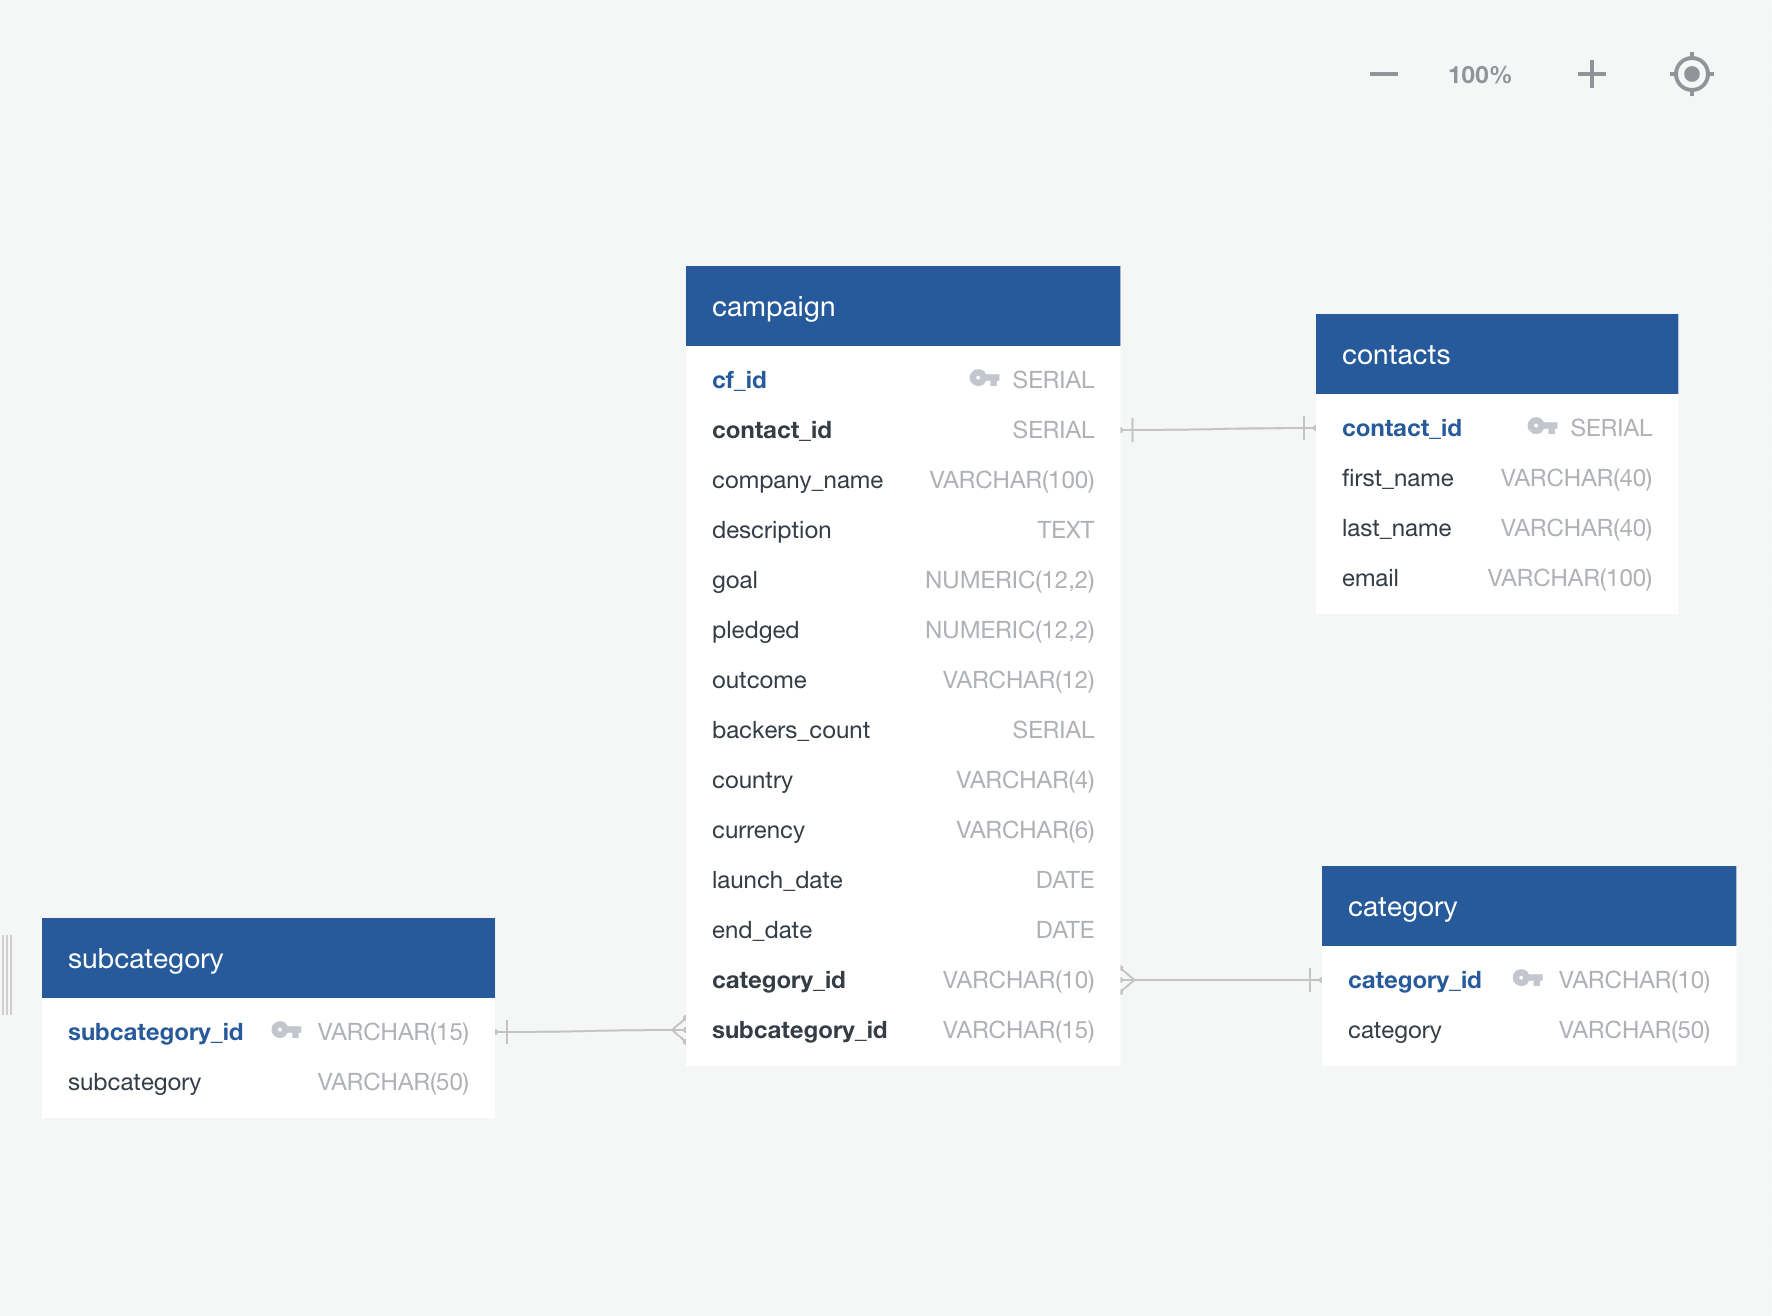 100%
campaign
cf_id SERIAL
contact_id SERIAL
company_name VARCHAR(100)
description TEXT
goal NUMERIC(12,2)
pledged NUMERIC(12,2)
outcome VARCHAR(12)
backers_count SERIAL
country VARCHAR(4)
currency VARCHAR(6)
launch_date DATE
end_date DATE
category_id VARCHAR(10)
subcategory_id VARCHAR(15)
contacts
contact_id SERIAL
first_name VARCHAR(40)
last_name VARCHAR(40)
email VARCHAR(100)
category
category_id VARCHAR(10)
category VARCHAR(50)
subcategory
subcategory_id VARCHAR(15)
subcategory VARCHAR(50)